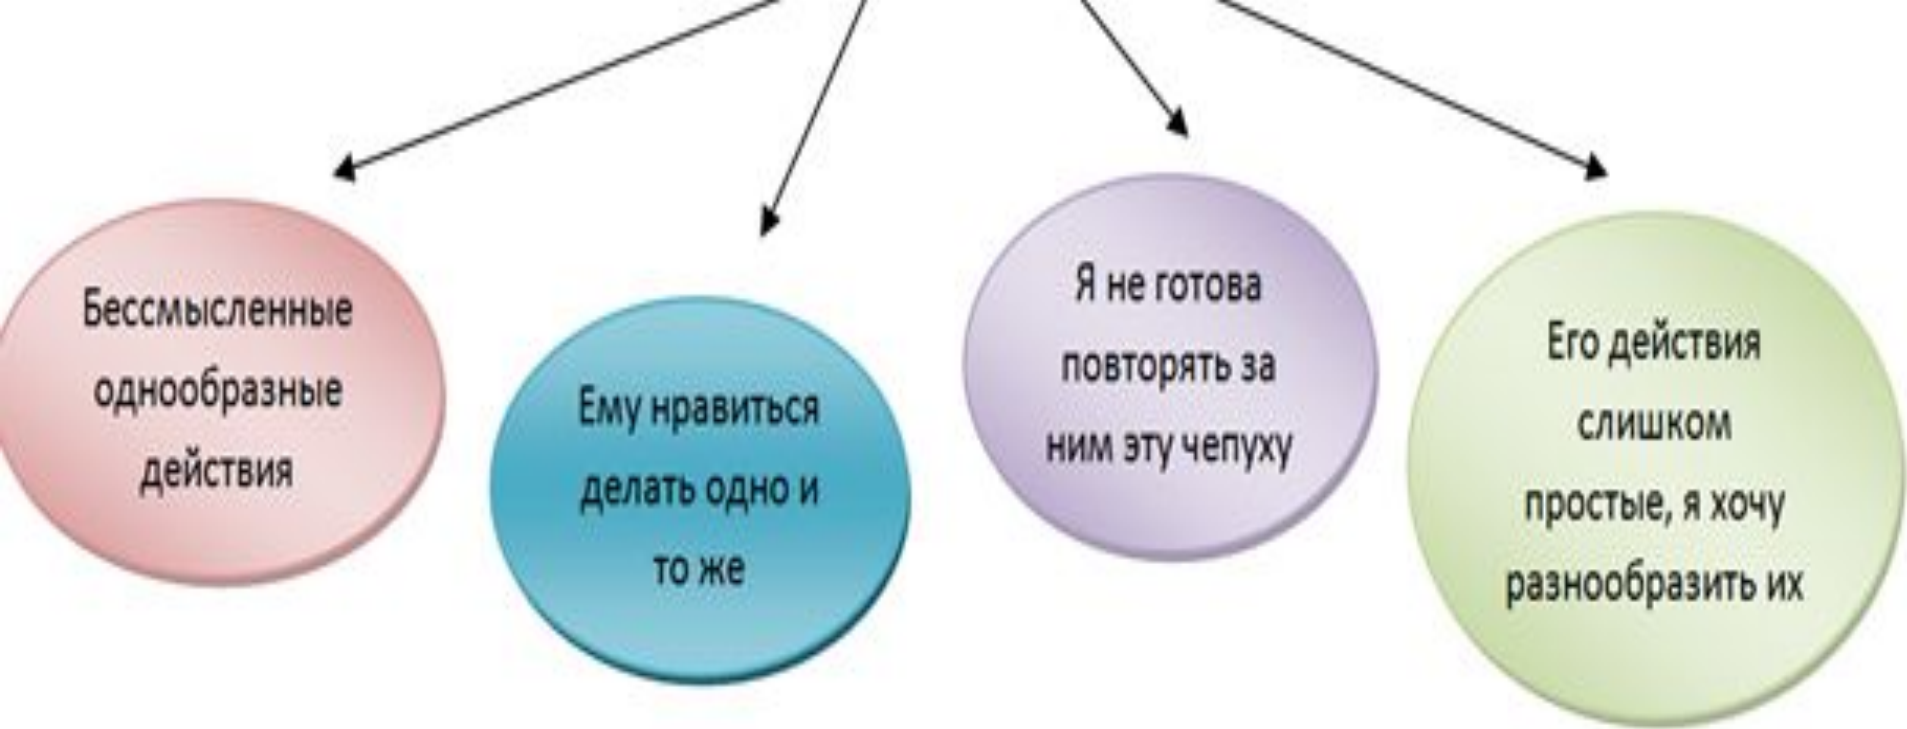 Бессмысленные
однообразные
действия
Ему нравиться
делать одно и
то же
Я не готова
повторять за
ним эту чепуху
Его действия
слишком
простые, я хочу
разнообразить их